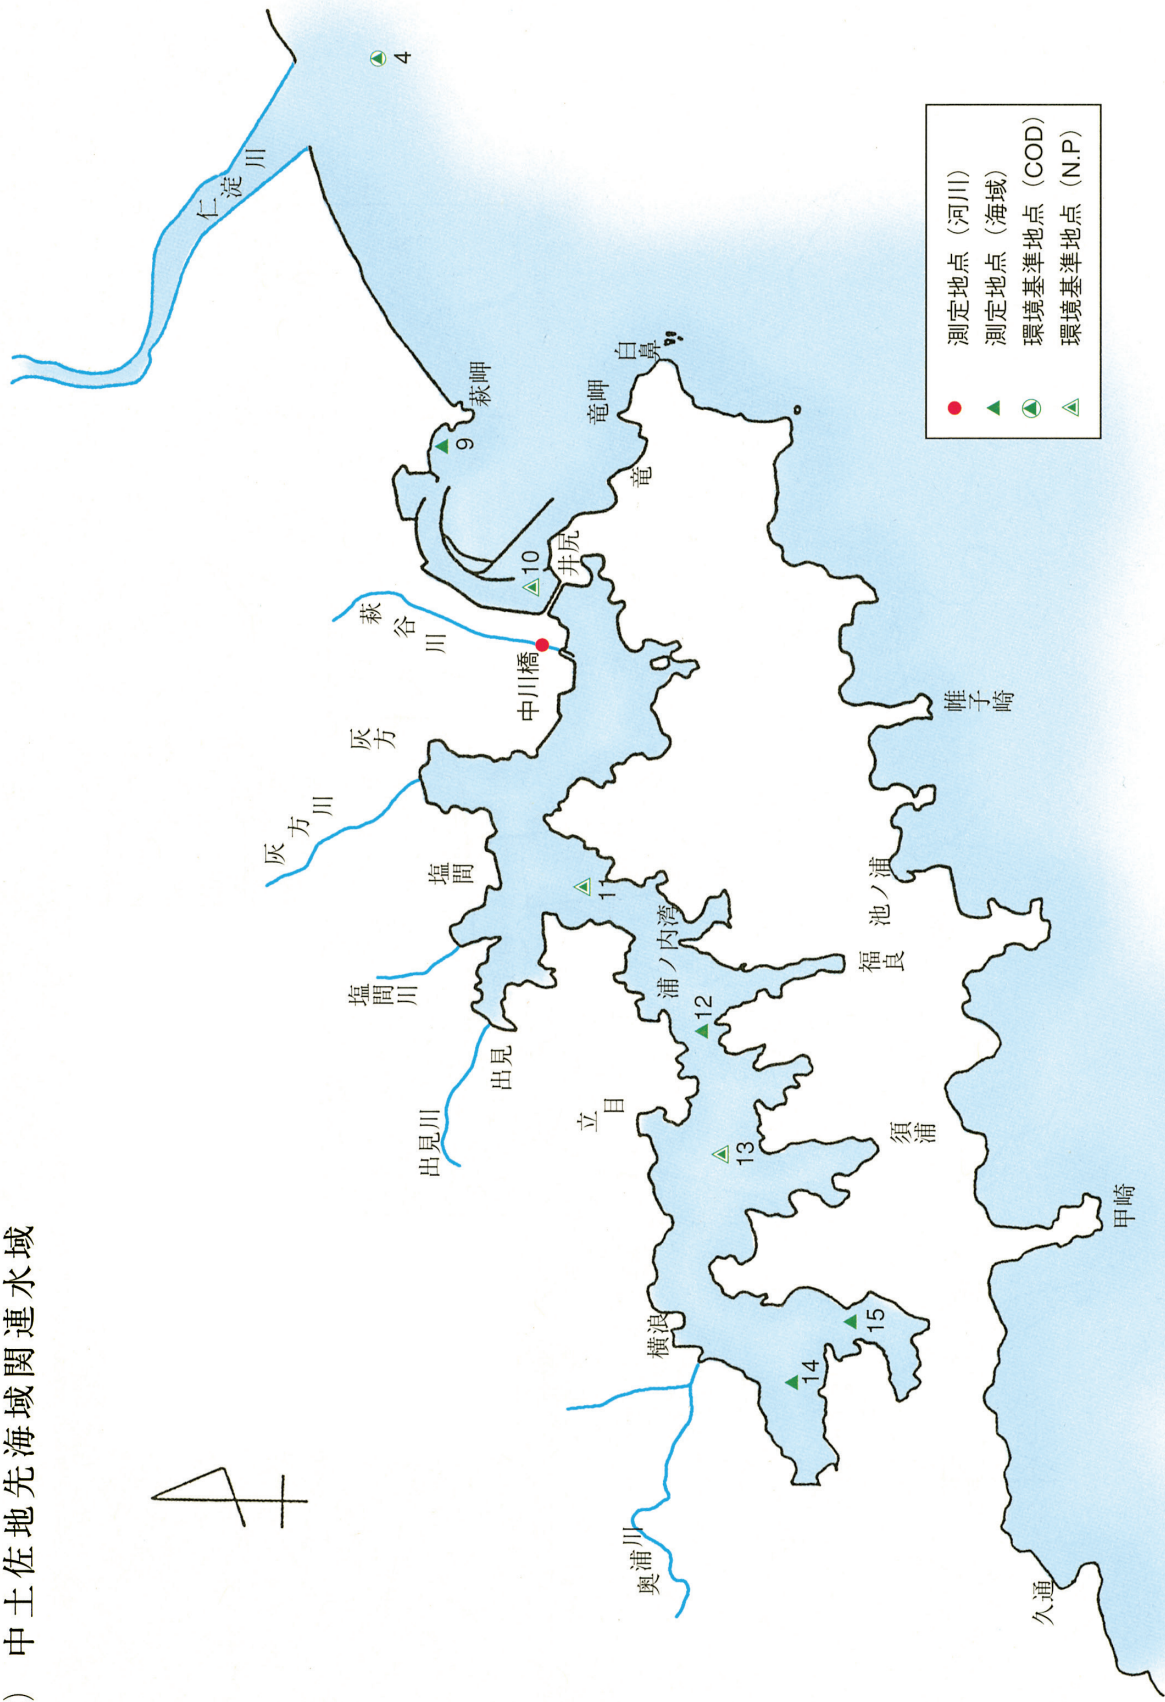 ） 中土佐地先海域関連水域
仁淀川
4
萩岬
9
白鼻
竜岬
竜
井尻
10
萩谷川
中川橋
灰方
灰方川
塩間
塩間川
11
浦ノ内湾
出見
出見川
12
福良
池ノ浦
帷子崎
立目
13
須浦
甲崎
横浪
14
15
奥浦川
久通
測定地点（河川）
測定地点（海域）
環境基準地点（COD）
環境基準地点（N.P）